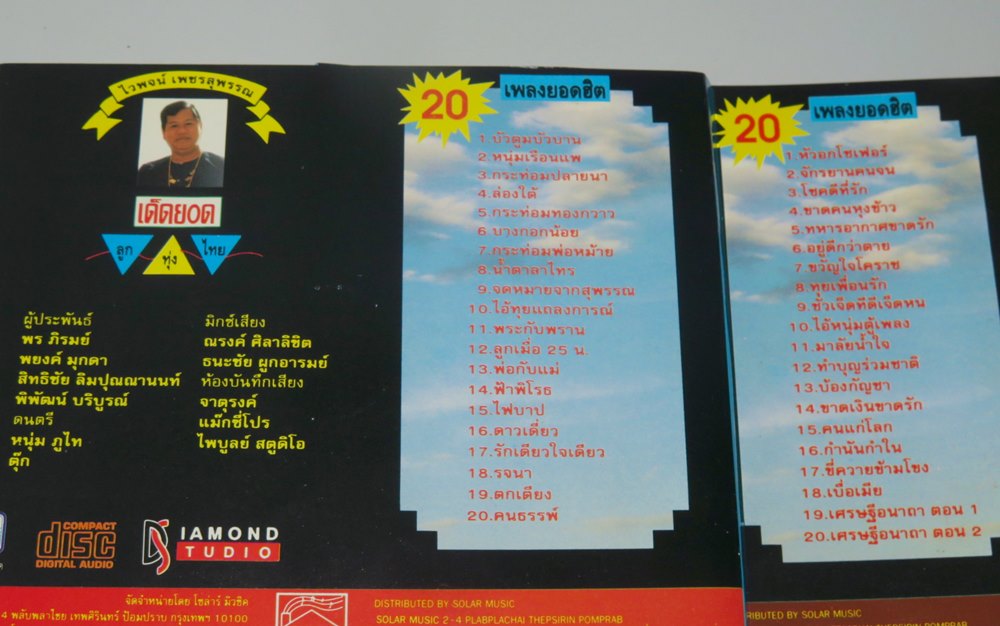 ไวพจน์ เพชรสุพรรณ
เด็ดยอด
ลูก
ทุ่ง
ไทย
ผู้ประพันธ์
พร ภิรมย์
พยงค์ มุกดา
สิทธิชัย ลิมปุณณานนท์
พิพัฒน์ บริบูรณ์
ดนตรี
หนุ่ม ภูไท
ตุ๊ก
มิกซ์เสียง
ณรงค์ ศิลาลิขิต
ธนะชัย ผูกอารมย์
ห้องบันทึกเสียง
จาตุรงค์
แม๊กซี่โปร
ไพบูลย์ สตูดิโอ
COMPACT
disc
DIGITAL AUDIO
DIAMOND
STUDIO
จัดจำหน่ายโดย โซล่าร์ มิวซิค
4 พลับพลาไชย เทพศิรินทร์ ป้อมปราบ กรุงเทพฯ 10100
DISTRIBUTED BY SOLAR MUSIC
SOLAR MUSIC 2-4 PLABPLACHAI THEPSIRIN POMPRAB
20
เพลงยอดฮิต
1.บัวตูมบัวบาน
2.หนุ่มเรือนแพ
3.กระท่อมปลายนา
4.ล่องใต้
5.กระท่อมทองกวาว
6.บางกอกน้อย
7.กระท่อมพ่อหม้าย
8.น้ำตาลาไทร
9.จดหมายจากสุพรรณ
10.ไอ้ทุยแถลงการณ์
11.พระกับพราน
12.ลูกเมื่อ 25 น.
13.พ่อกับแม่
14.ฟ้าพิโรธ
15.ไฟบาป
16.ดาวเดี่ยว
17.รักเดียวใจเดียว
18.รจนา
19.ตกเตียง
20.คนธรรพ์
20
เพลงยอดฮิต
1.หัวอกโชเฟอร์
2.จักรยานคนจน
3.โชคดีที่รัก
4.ขาดคนหุงข้าว
5.ทหารอากาศขาดรัก
6.อยู่ดีกว่าตาย
7.ขวัญใจโคราช
8.ทุยเพื่อนรัก
9.ชั่วเจ็ดทีดีเจ็ดหน
10.ไอ้หนุ่มตู้เพลง
11.มาลัยน้ำใจ
12.ทำบุญร่วมชาติ
13.บ้องกัญชา
14.ขาดเงินขาดรัก
15.คนแก่โลก
16.กำนันกำใน
17.ขี่ควายข้ามโขง
18.เบื่อเมีย
19.เศรษฐีอนาถา ตอน 1
20.เศรษฐีอนาถา ตอน 2
RIBUTED BY SOLAR MUSIC